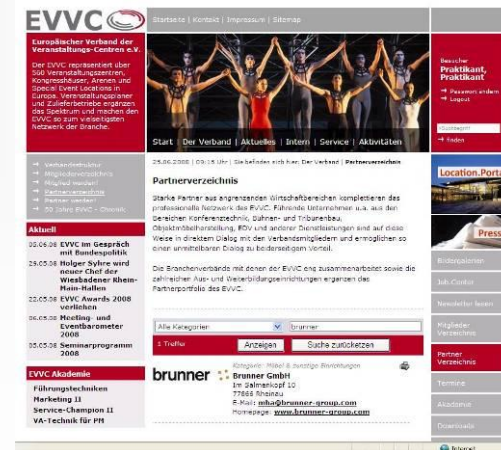 EVVC
Startseite | Kontakt | Impressum | Sitemap
Europäischer Verband der
Veranstaltungs-Centren e.V.
Der EVVC repräsentiert über
560 Veranstaltungszentren,
Kongresshäuser, Arenen und
Special Event Locations in
Europa. Veranstaltungsplaner
und Zulieferbetriebe ergänzen
das Spektrum und machen den
EVVC so zum vielseitigsten
Netzwerk der Branche.
Besucher
Praktikant,
Praktikant
Passwort ändern
Logout
Suchbegriff
finden
Start | Der Verband | Aktuelles | Intern | Service | Aktivitäten
Verbandsstruktur
Mitgliederverzeichnis
Mitglied werden!
Partnerverzeichnis
Partner werden!
50 Jahre EVVC - Chronik
25.06.2008 | 09:15 Uhr | Sie befinden sich hier: Der Verband | Partnerverzeichnis
Partnerverzeichnis
Starke Partner aus angrenzenden Wirtschaftbereichen komplettieren das
professionelle Netzwerk des EVVC. Führende Unternehmen u.a. aus den
Bereichen Konferenztechnik, Bühnen- und Tribünenbau,
Objektmöbelherstellung, EDV und anderer Dienstleistungen sind auf diese
Weise in direktem Dialog mit den Verbandsmitgliedern und ermöglichen so
einen unmittelbaren Dialog zu beiderseitigem Vorteil.
Die Branchenverbände mit denen der EVVC eng zusammenarbeitet sowie die
zahlreichen Aus- und Weiterbildungseinrichtungen ergänzen das
Partnerportfolio des EVVC.
Aktuell
05.06.08 EVVC im Gespräch
mit Bundespolitik
29.05.08 Holger Syhre wird
neuer Chef der
Wiesbadener Rhein-
Main-Hallen
22.05.08 EVVC Awards 2008
verliehen
06.05.08 Meeting- und
Eventbarometer
2008
05.05.08 Seminarprogramm
2008
EVVC Akademie
Führungstechniken
Marketing II
Service-Champion II
VA-Technik für PM
Alle Kategorien
brunner
1 Treffer
Anzeigen
Suche zurücketzen
brunner
Kategorie: Möbel & sonstige Einrichtungen
Brunner GmbH
Im Salmenkopf 10
77866 Rheinau
E-Mail: mba@brunner-group.com
Homepage: www.brunner-group.com
Location.Porta
Press
Bildergalerien
Job-Center
Newsletter lesen
Mitglieder
Verzeichnis
Partner
Verzeichnis
Termine
Akademie
Downloads
Internet